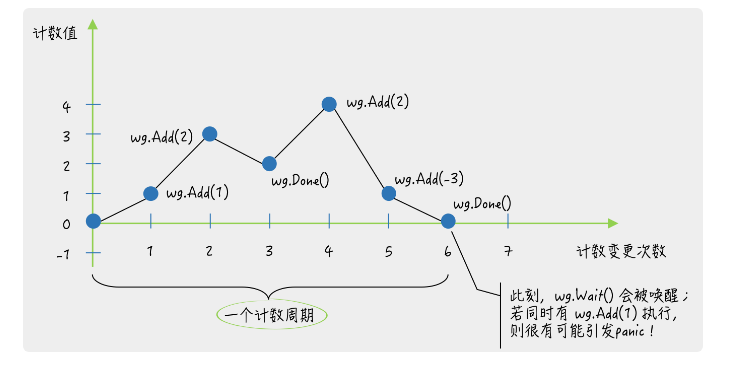 计数值
4
wg.Add(2)
3
wg.Add(2)
2
wg.Done()
1
wg.Add(1)
wg.Add(-3)
wg.Done()
0
-1
1
2
3
4
5
6
7
计数变更次数
一个计数周期
此刻，wg.Wait() 会被唤醒；
若同时有 wg.Add(1) 执行，
则很有可能引发panic！